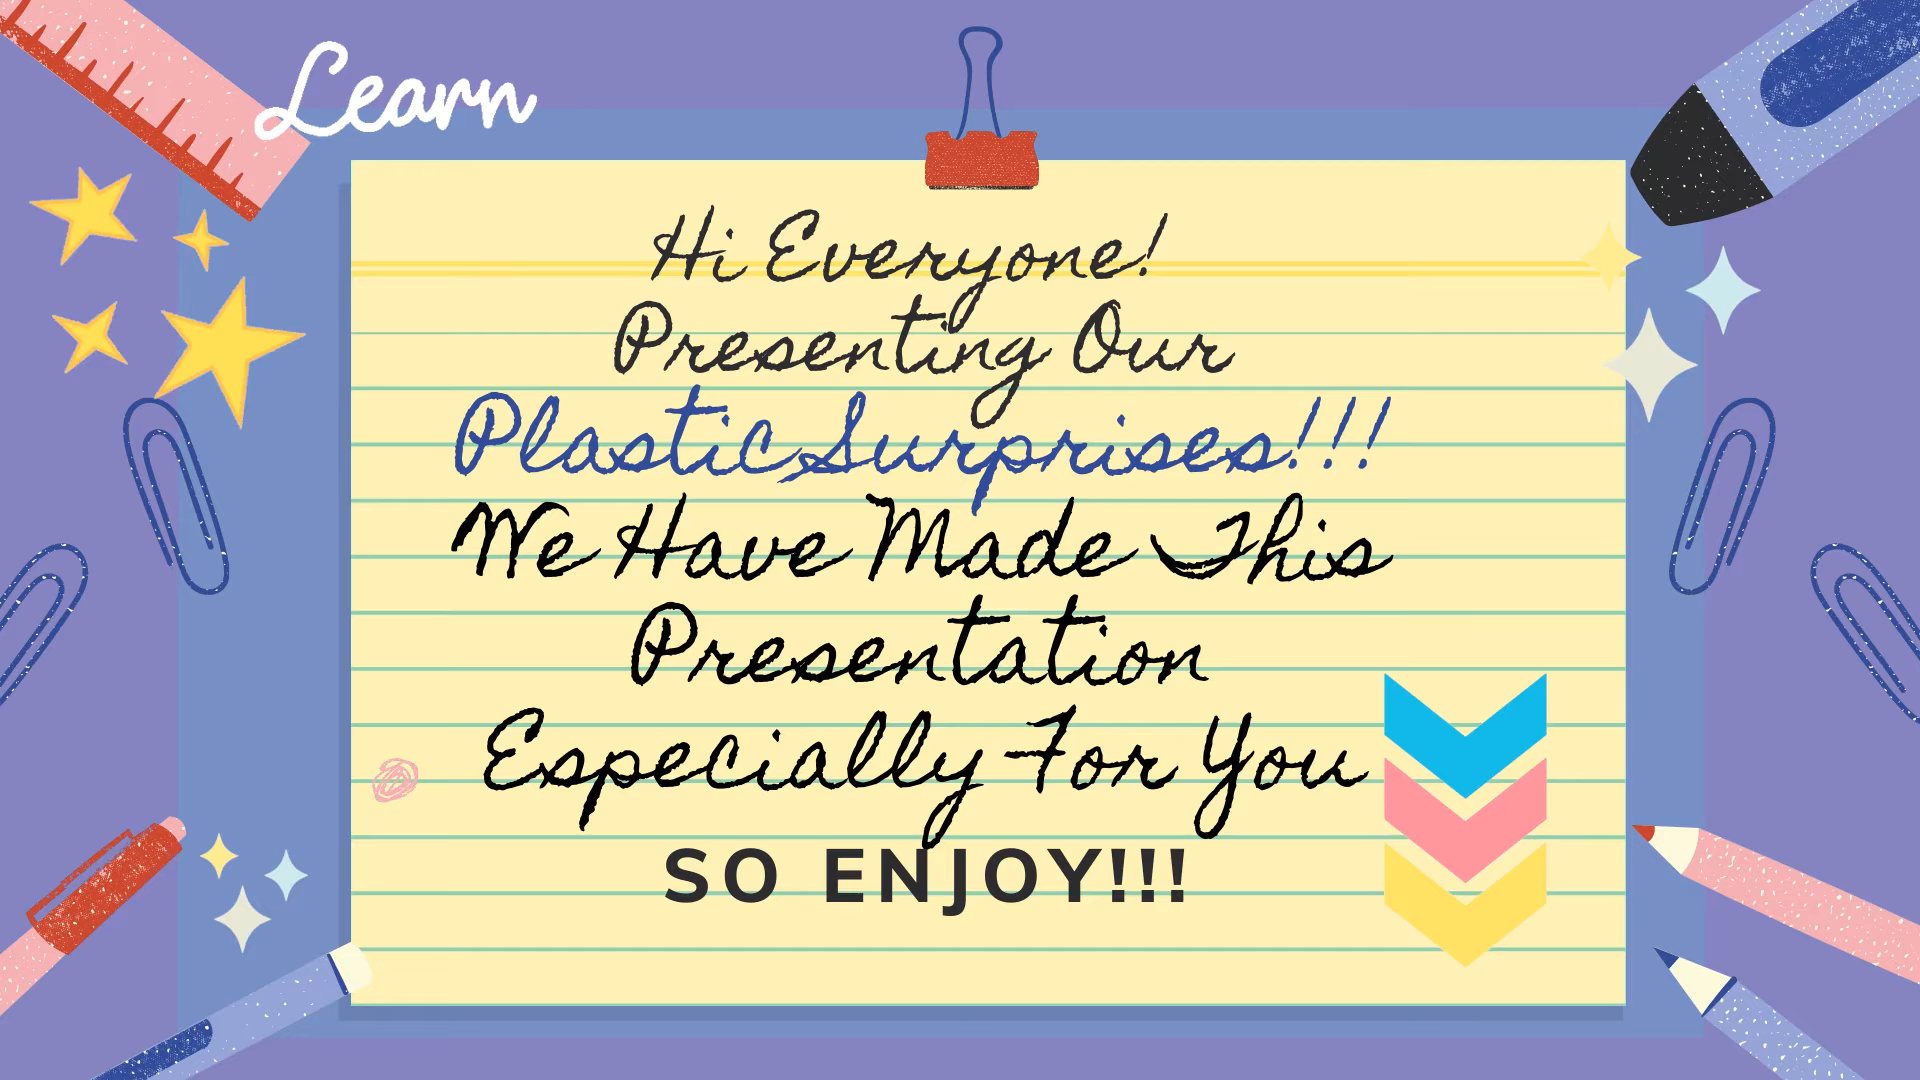 Learn
Hi Everyone!
Presenting Our
Plastic Surprises!!!
We Have Made This
Presentation
Especially For You
SO ENJOY!!!